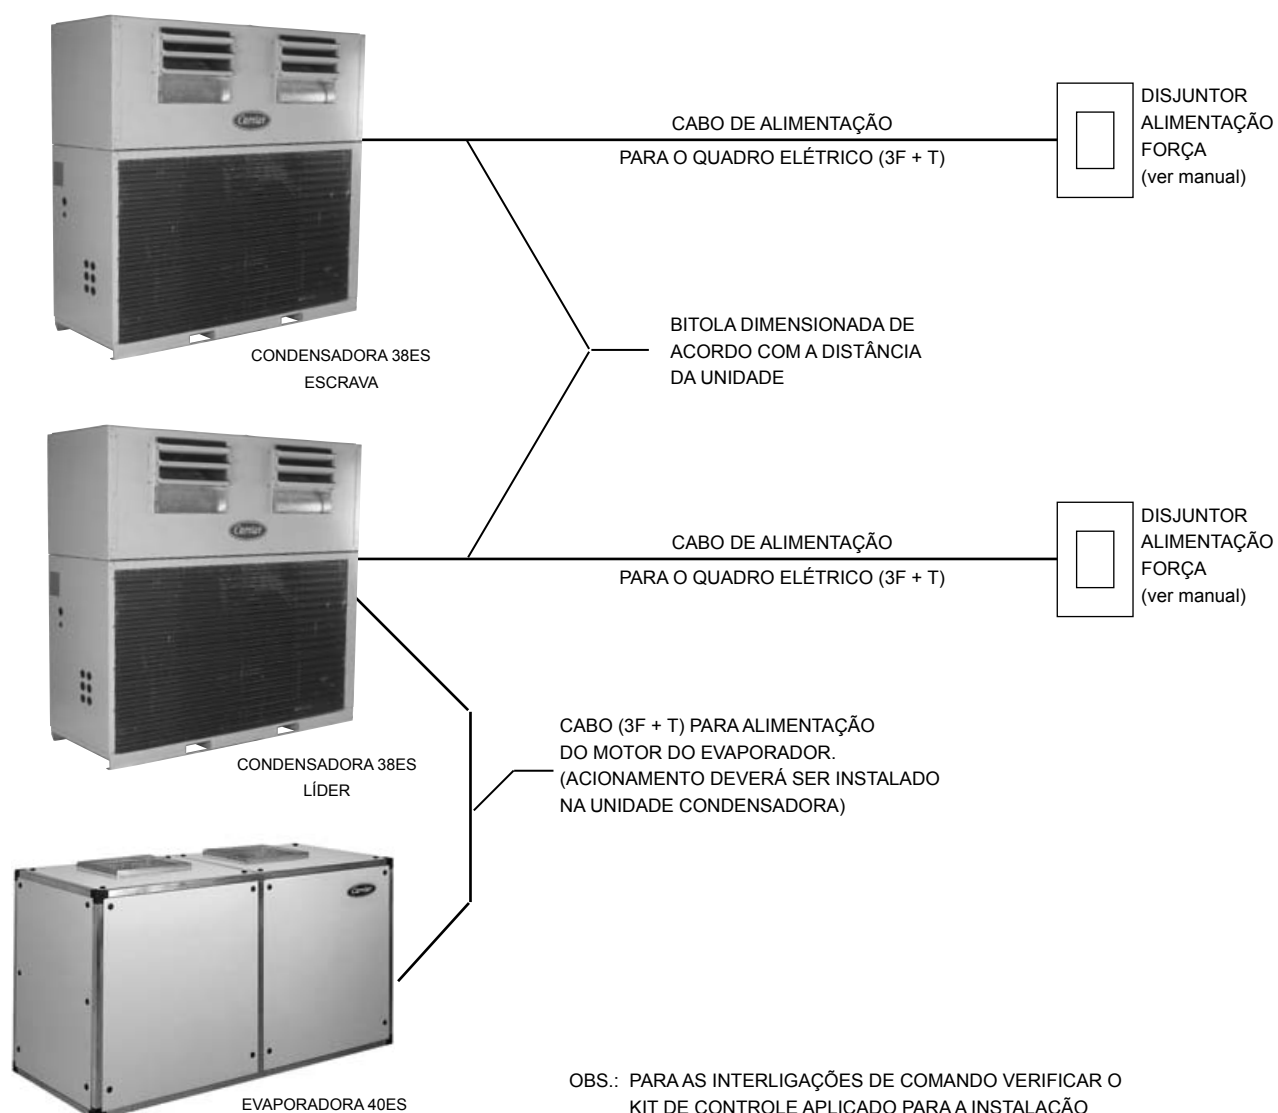 DISJUNTOR
ALIMENTAÇÃO
FORÇA
(ver manual)
CABO DE ALIMENTAÇÃO
PARA O QUADRO ELÉTRICO (3F + T)
Carrier
BITOLA DIMENSIONADA DE
ACORDO COM A DISTÂNCIA
DA UNIDADE
CONDENSADORA 38ES
ESCRAVA
DISJUNTOR
ALIMENTAÇÃO
FORÇA
(ver manual)
CABO DE ALIMENTAÇÃO
PARA O QUADRO ELÉTRICO (3F + T)
Carrier
CABO (3F + T) PARA ALIMENTAÇÃO
DO MOTOR DO EVAPORADOR.
(ACIONAMENTO DEVERÁ SER INSTALADO
NA UNIDADE CONDENSADORA)
CONDENSADORA 38ES
LÍDER
Carrier
EVAPORADORA 40ES
OBS.: PARA AS INTERLIGAÇÕES DE COMANDO VERIFICAR O
KIT DE CONTROLE APLICADO PARA A INSTALAÇÃO